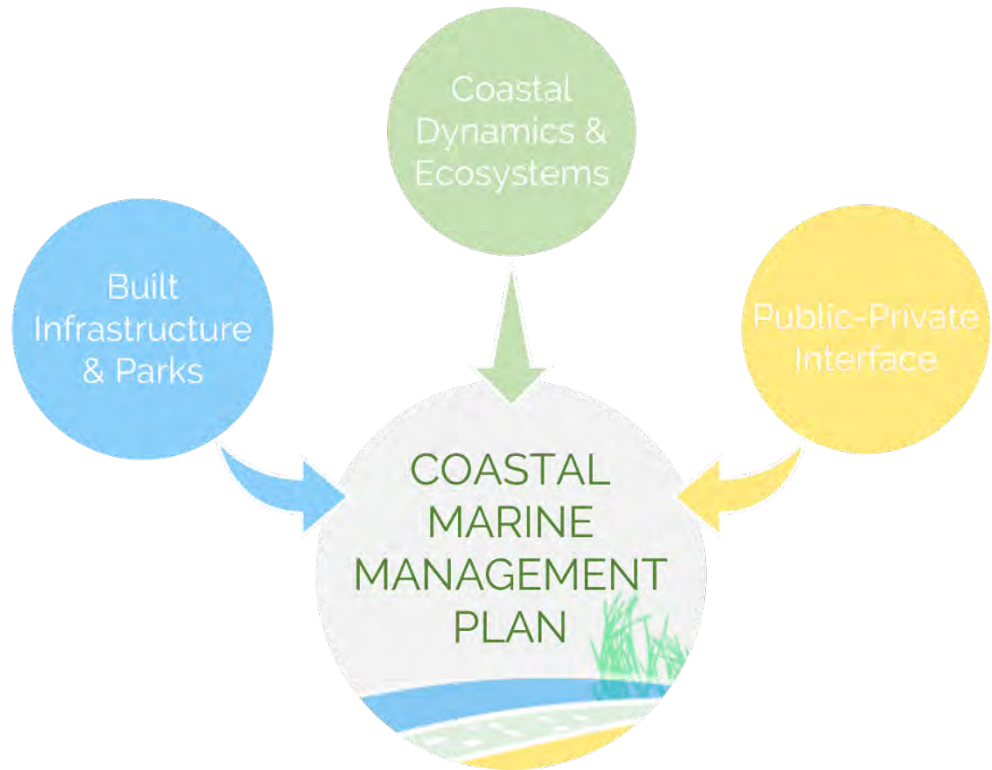 Coastal
Dynamics &
Ecosystems
Built
Infrastructure
& Parks
Public-Private
Interface
COASTAL
MARINE
MANAGEMENT
PLAN